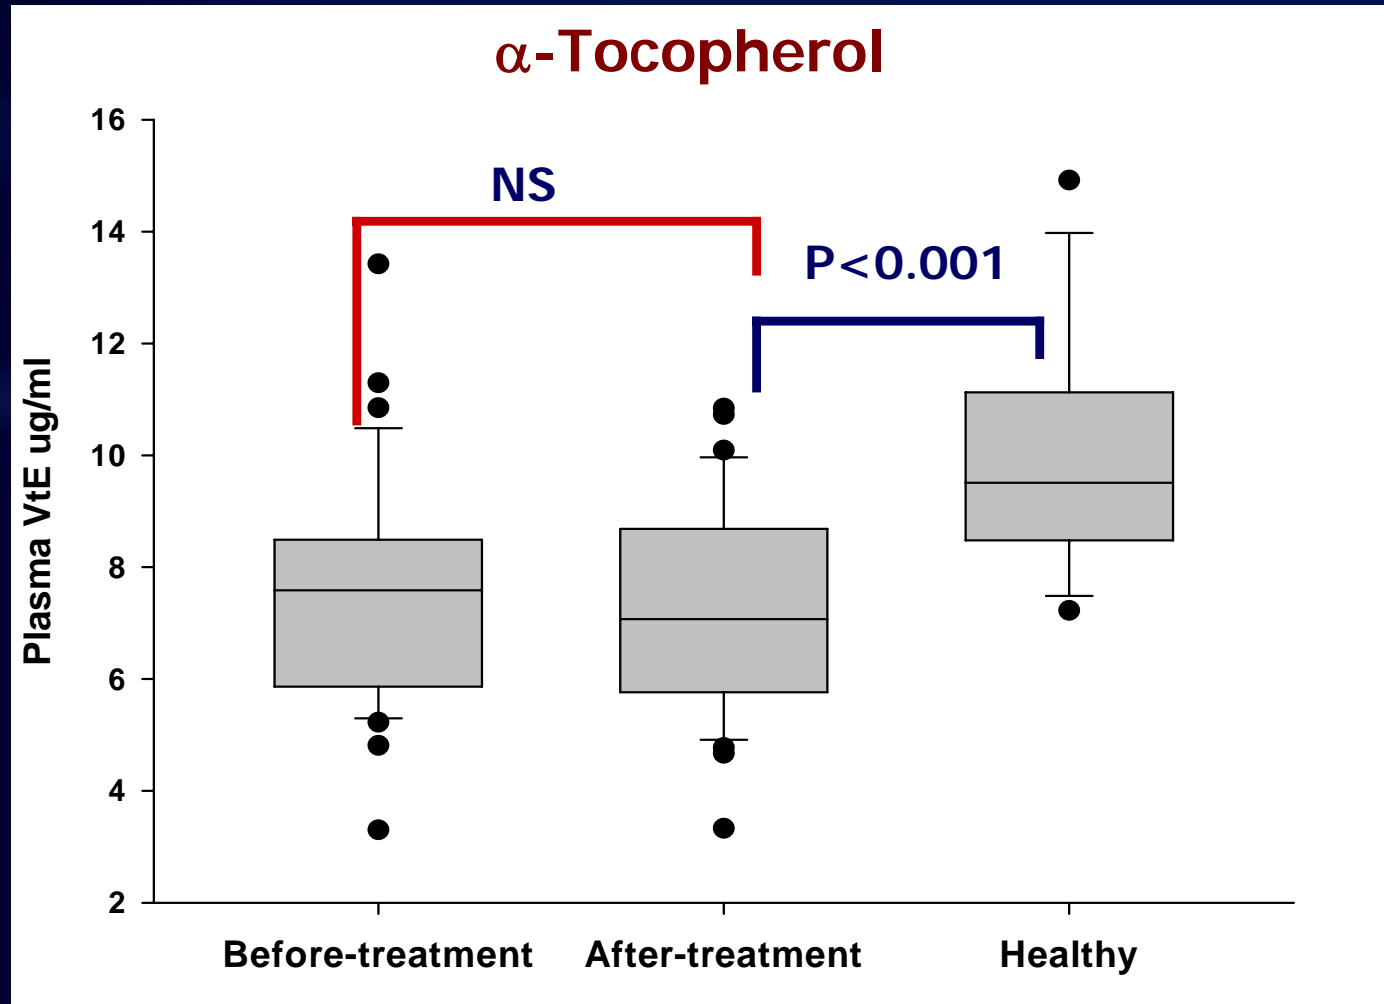 α-Tocopherol
16
14
12
10
8
6
4
2
Plasma VtE ug/ml
NS
P<0.001
Before-treatment
After-treatment
Healthy